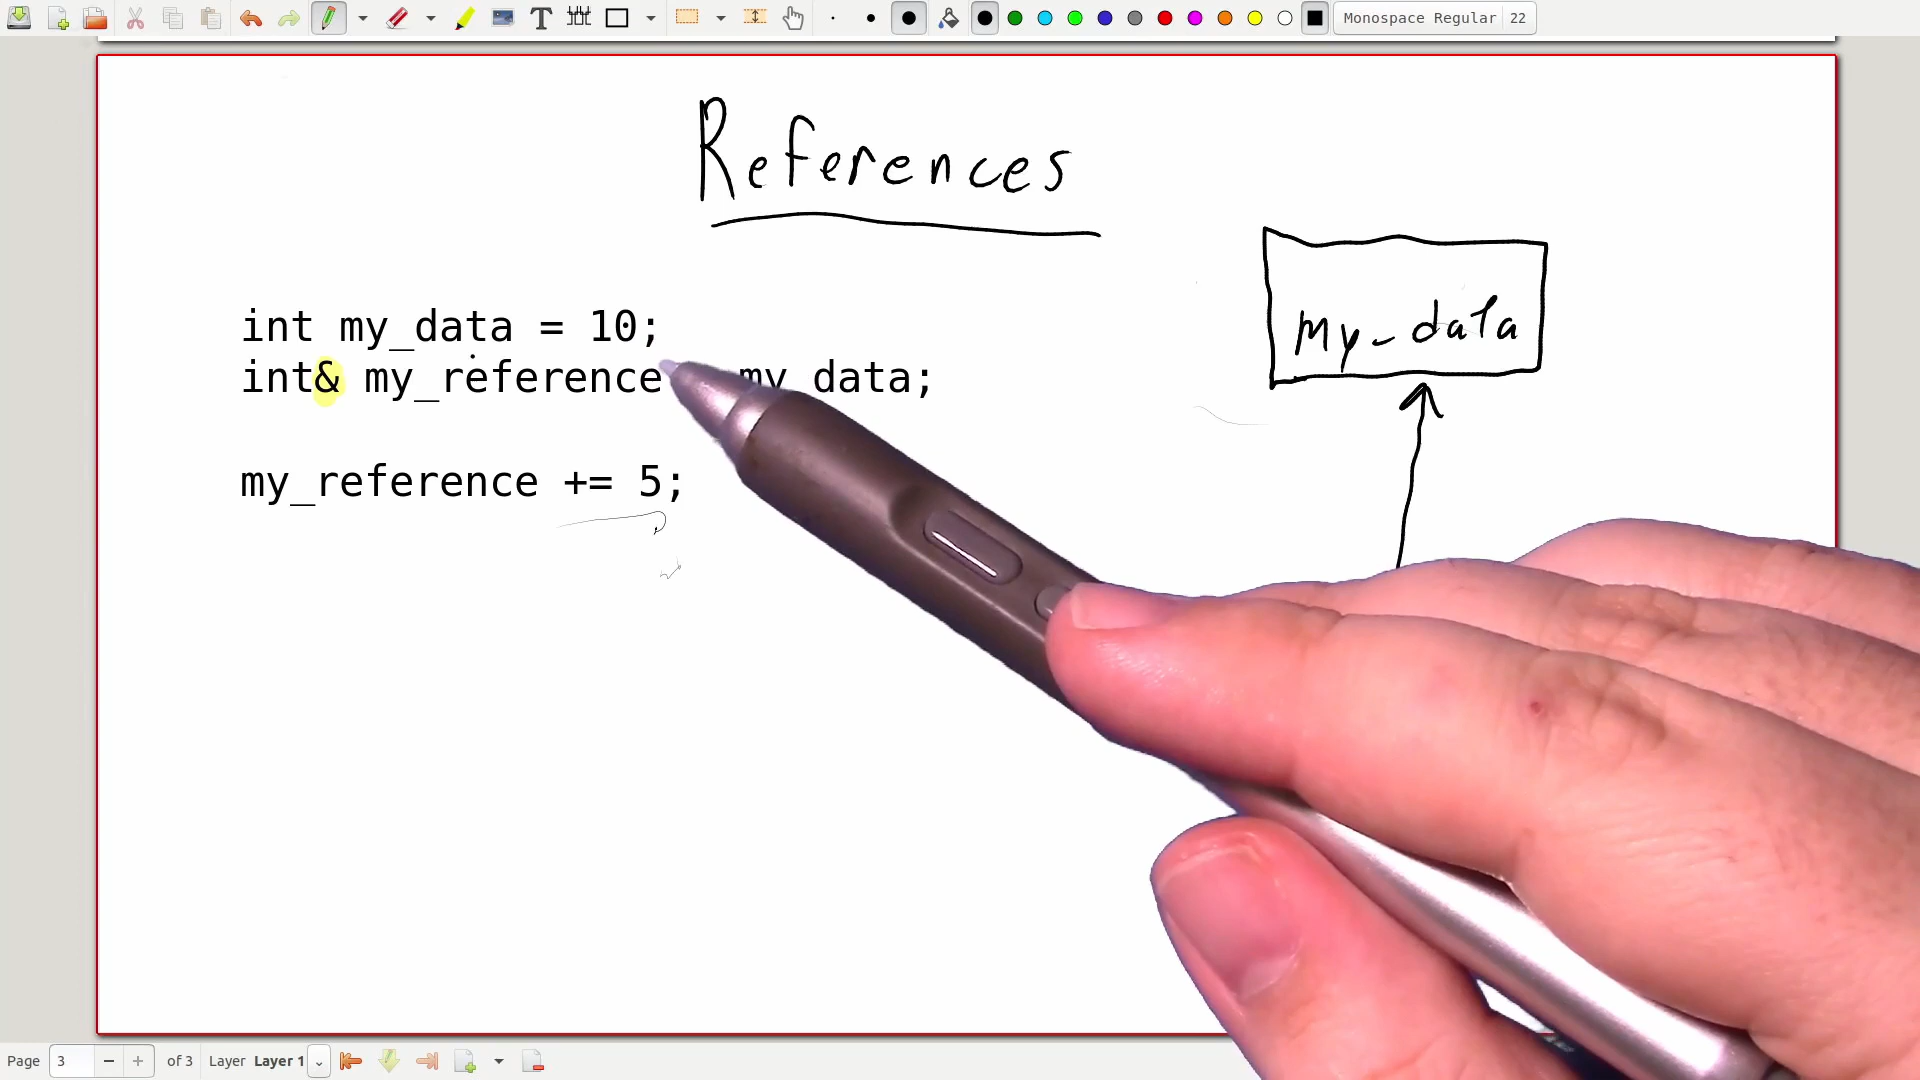 Monospace Regular 22
References
int my_data = 10;
my_data
int& my_reference my data;
my_reference += 5;
Page 3 of 3 Layer Layer 1